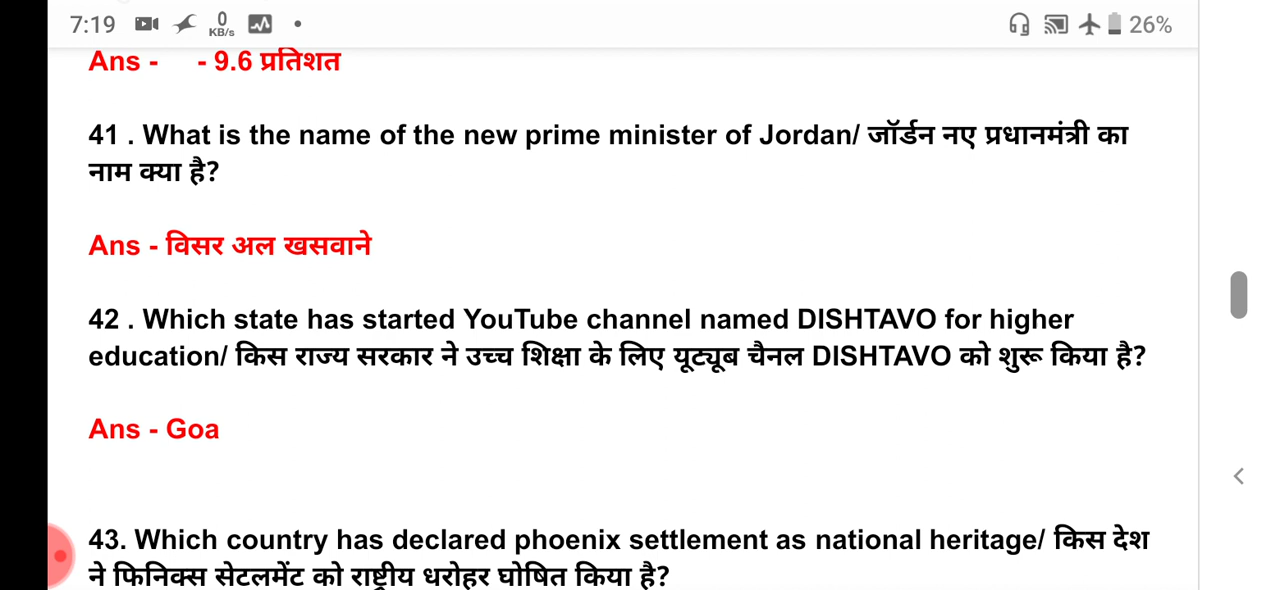 7:19 0 KB/s 26%
Ans - - 9.6 प्रतिशत
41 . What is the name of the new prime minister of Jordan/ जॉर्डन नए प्रधानमंत्री का
नाम क्या है?
Ans - विसर अल खसवाने
42 . Which state has started YouTube channel named DISHTAVO for higher
education/ किस राज्य सरकार ने उच्च शिक्षा के लिए यूट्यूब चैनल DISHTAVO को शुरू किया है?
Ans - Goa
43. Which country has declared phoenix settlement as national heritage/ किस देश
ने फिनिक्स सेटलमेंट को राष्ट्रीय धरोहर घोषित किया है?